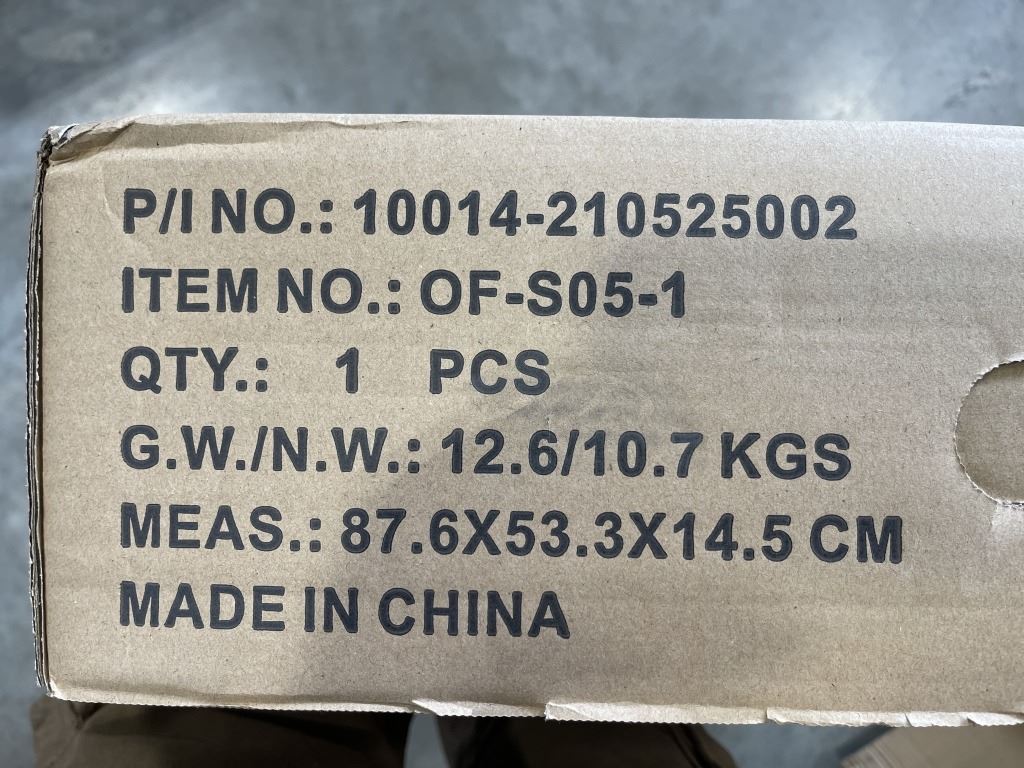 P/I NO.: 10014-210525002
ITEM NO.: OF-S05-1
QTY.: 1 PCS
G.W./N.W.: 12.6/10.7 KGS
MEAS.: 87.6X53.3X14.5 CM
MADE IN CHINA